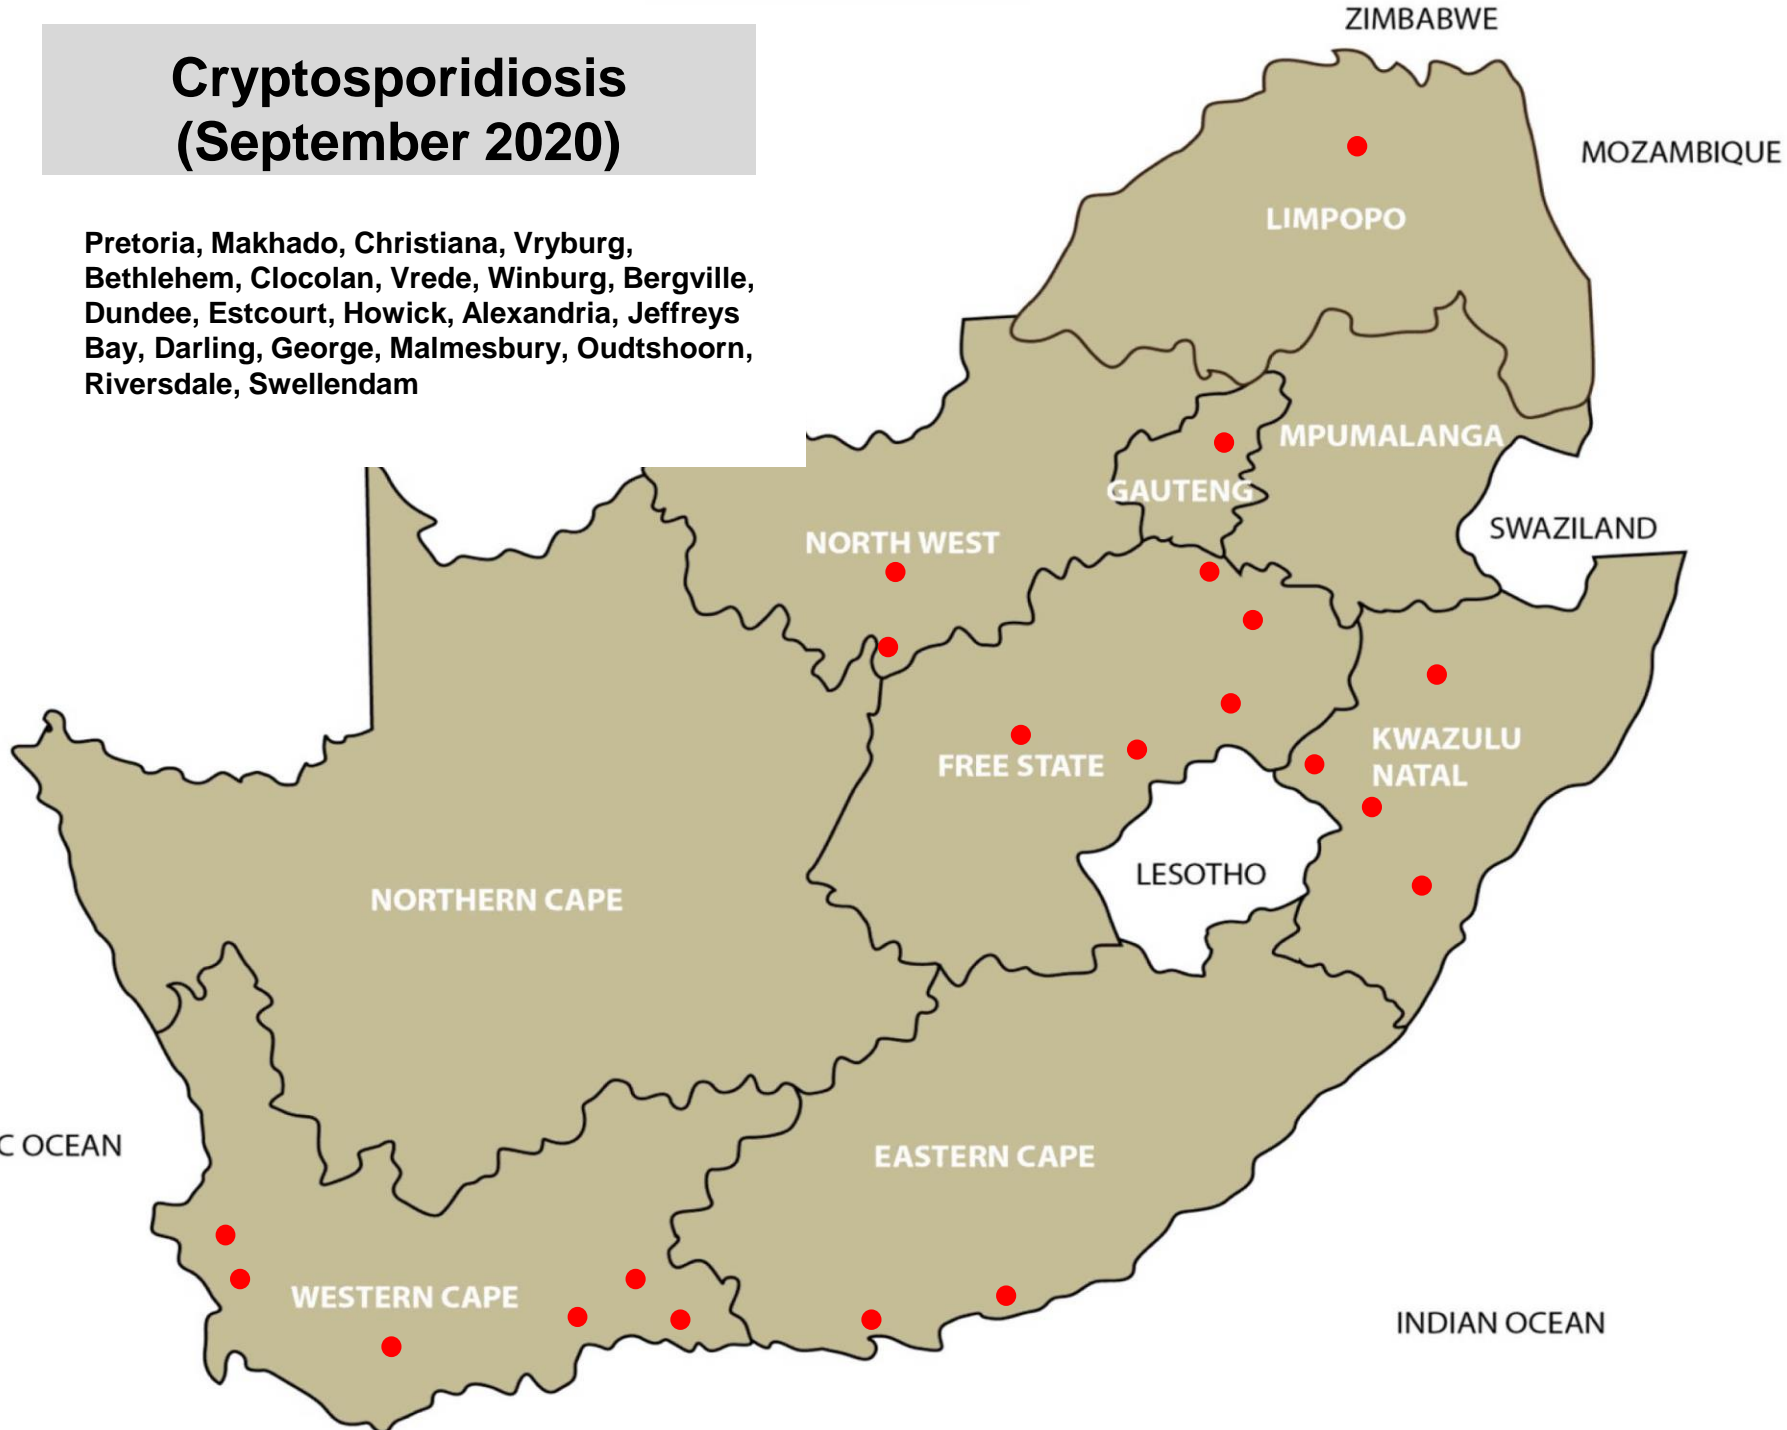 Cryptosporidiosis
(September 2020)
Pretoria, Makhado, Christiana, Vryburg,
Bethlehem, Clocolan, Vrede, Winburg, Bergville,
Dundee, Estcourt, Howick, Alexandria, Jeffreys
Bay, Darling, George, Malmesbury, Oudtshoorn,
Riversdale, Swellendam
ZIMBABWE
MOZAMBIQUE
LIMPOPO
MPUMALANGA
GAUTENG
SWAZILAND
NORTH WEST
KWAZULU
NATAL
FREE STATE
LESOTHO
NORTHERN CAPE
C OCEAN
EASTERN CAPE
WESTERN CAPE
INDIAN OCEAN